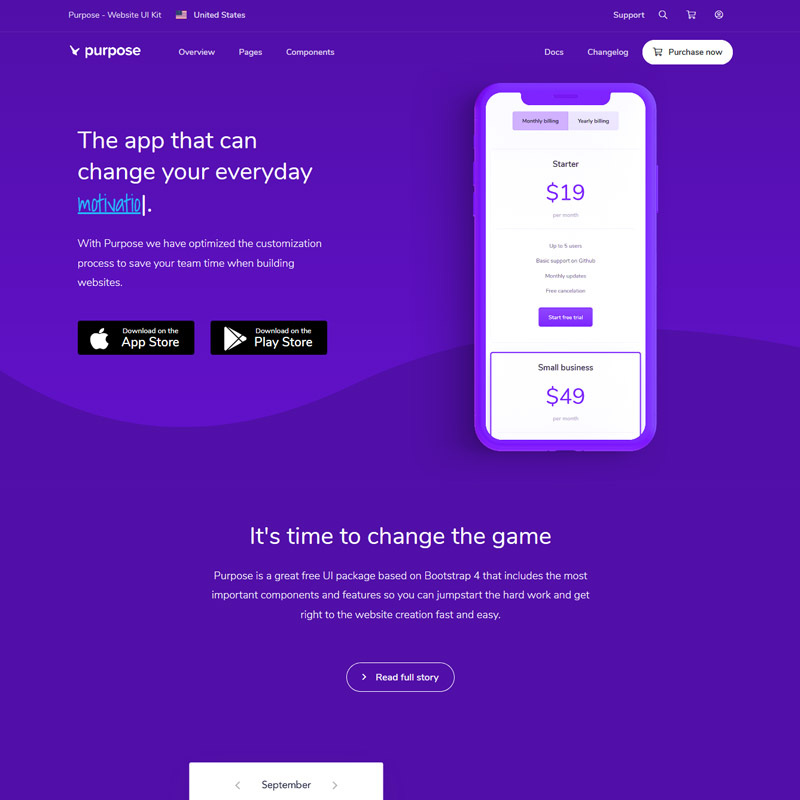 Purpose - Website UI Kit
United States
Support
purpose
Overview
Pages
Components
Docs
Changelog
Purchase now
The app that can
change your everyday
motivatio|.
With Purpose we have optimized the customization
process to save your team time when building
websites.
Download on the
App Store
Download on the
Play Store
Monthly billing
Yearly billing
Starter
$19
per month
Up to 5 users
Basic support on Github
Monthly updates
Free cancelation
Start free trial
Small business
$49
per month
It's time to change the game
Purpose is a great free UI package based on Bootstrap 4 that includes the most
important components and features so you can jumpstart the hard work and get
right to the website creation fast and easy.
Read full story
September